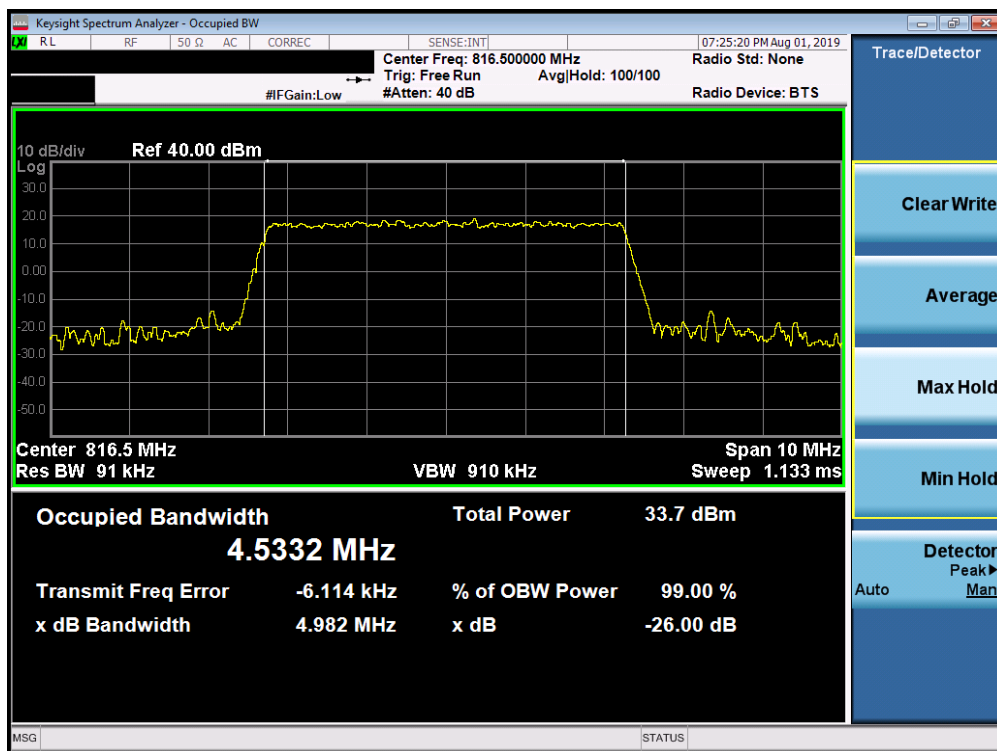 Keysight Spectrum Analyzer - Occupied BW
LXI RL RF 50 Ω AC CORREC SENSE:INT 07:25:20 PM Aug 01, 2019
Center Freq: 816.500000 MHz Radio Std: None
Trig: Free Run Avg|Hold: 100/100
#IFGain:Low #Atten: 40 dB Radio Device: BTS
10 dB/div Ref 40.00 dBm
Log
30.0
20.0
10.0
0.00
-10.0
-20.0
-30.0
-40.0
-50.0
Center 816.5 MHz Span 10 MHz
Res BW 91 kHz VBW 910 kHz Sweep 1.133 ms
Occupied Bandwidth Total Power 33.7 dBm
4.5332 MHz
Transmit Freq Error -6.114 kHz % of OBW Power 99.00 %
x dB Bandwidth 4.982 MHz x dB -26.00 dB
MSG STATUS
Trace/Detector
Clear Write
Average
Max Hold
Min Hold
Detector
Peak▶
Auto Man